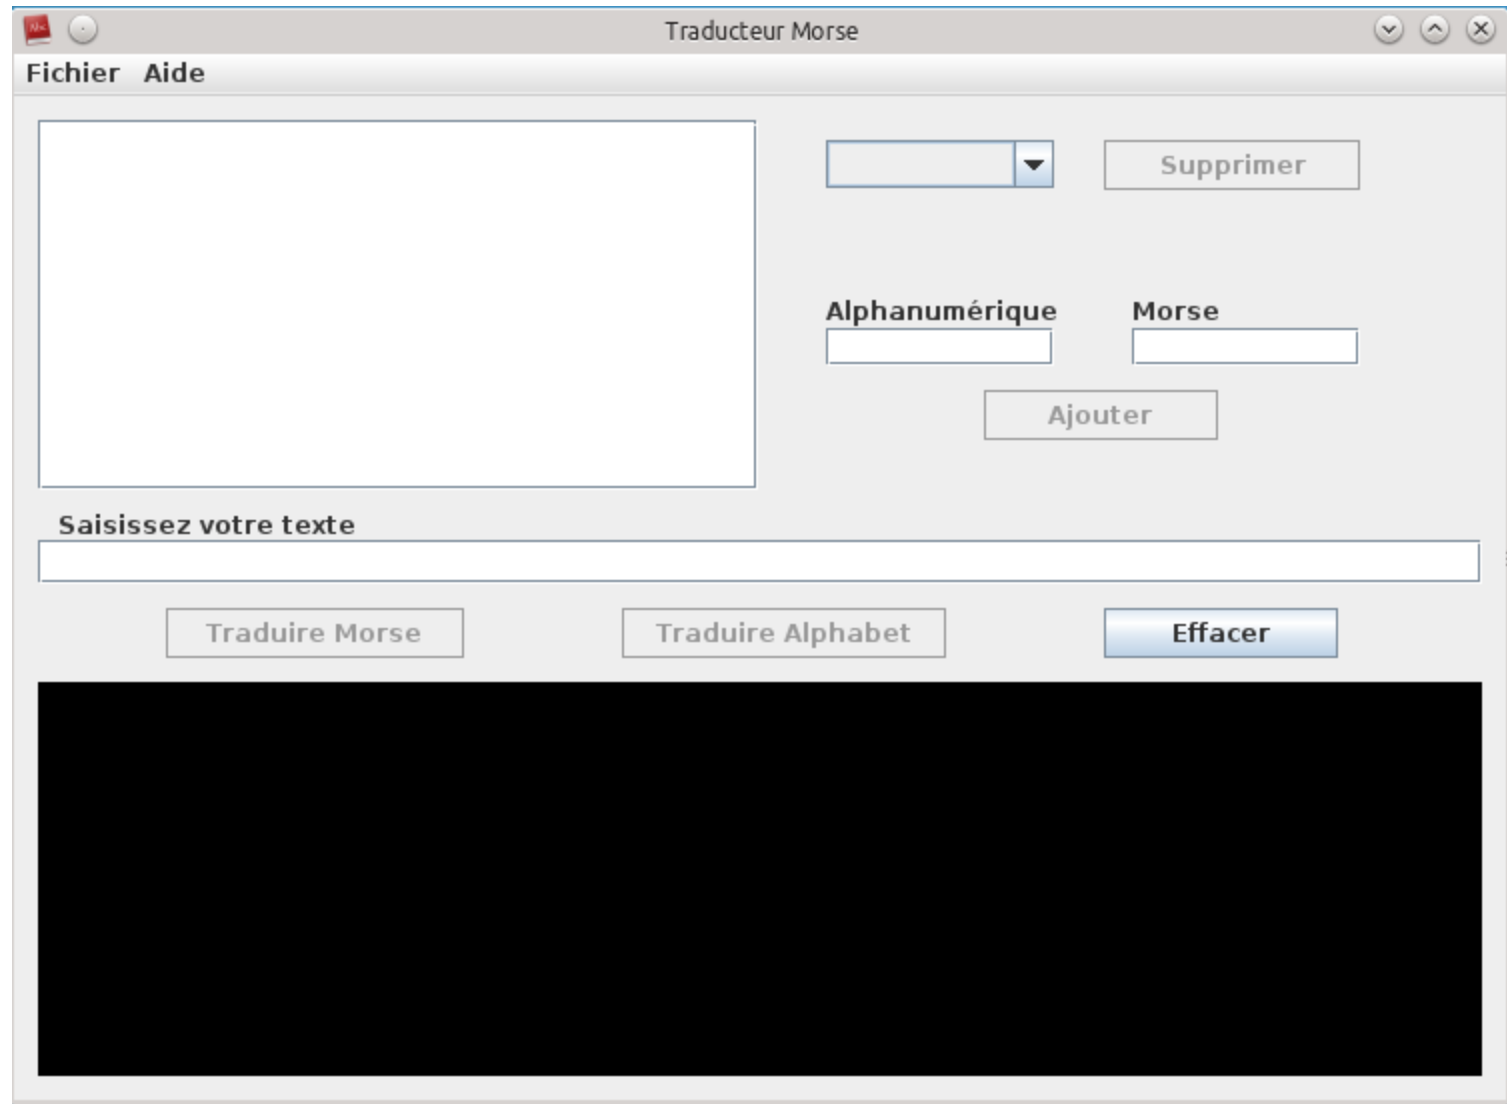 Traducteur Morse
Fichier Aide
Supprimer
Alphanumérique Morse
Ajouter
Saisissez votre texte
Traduire Morse Traduire Alphabet Effacer